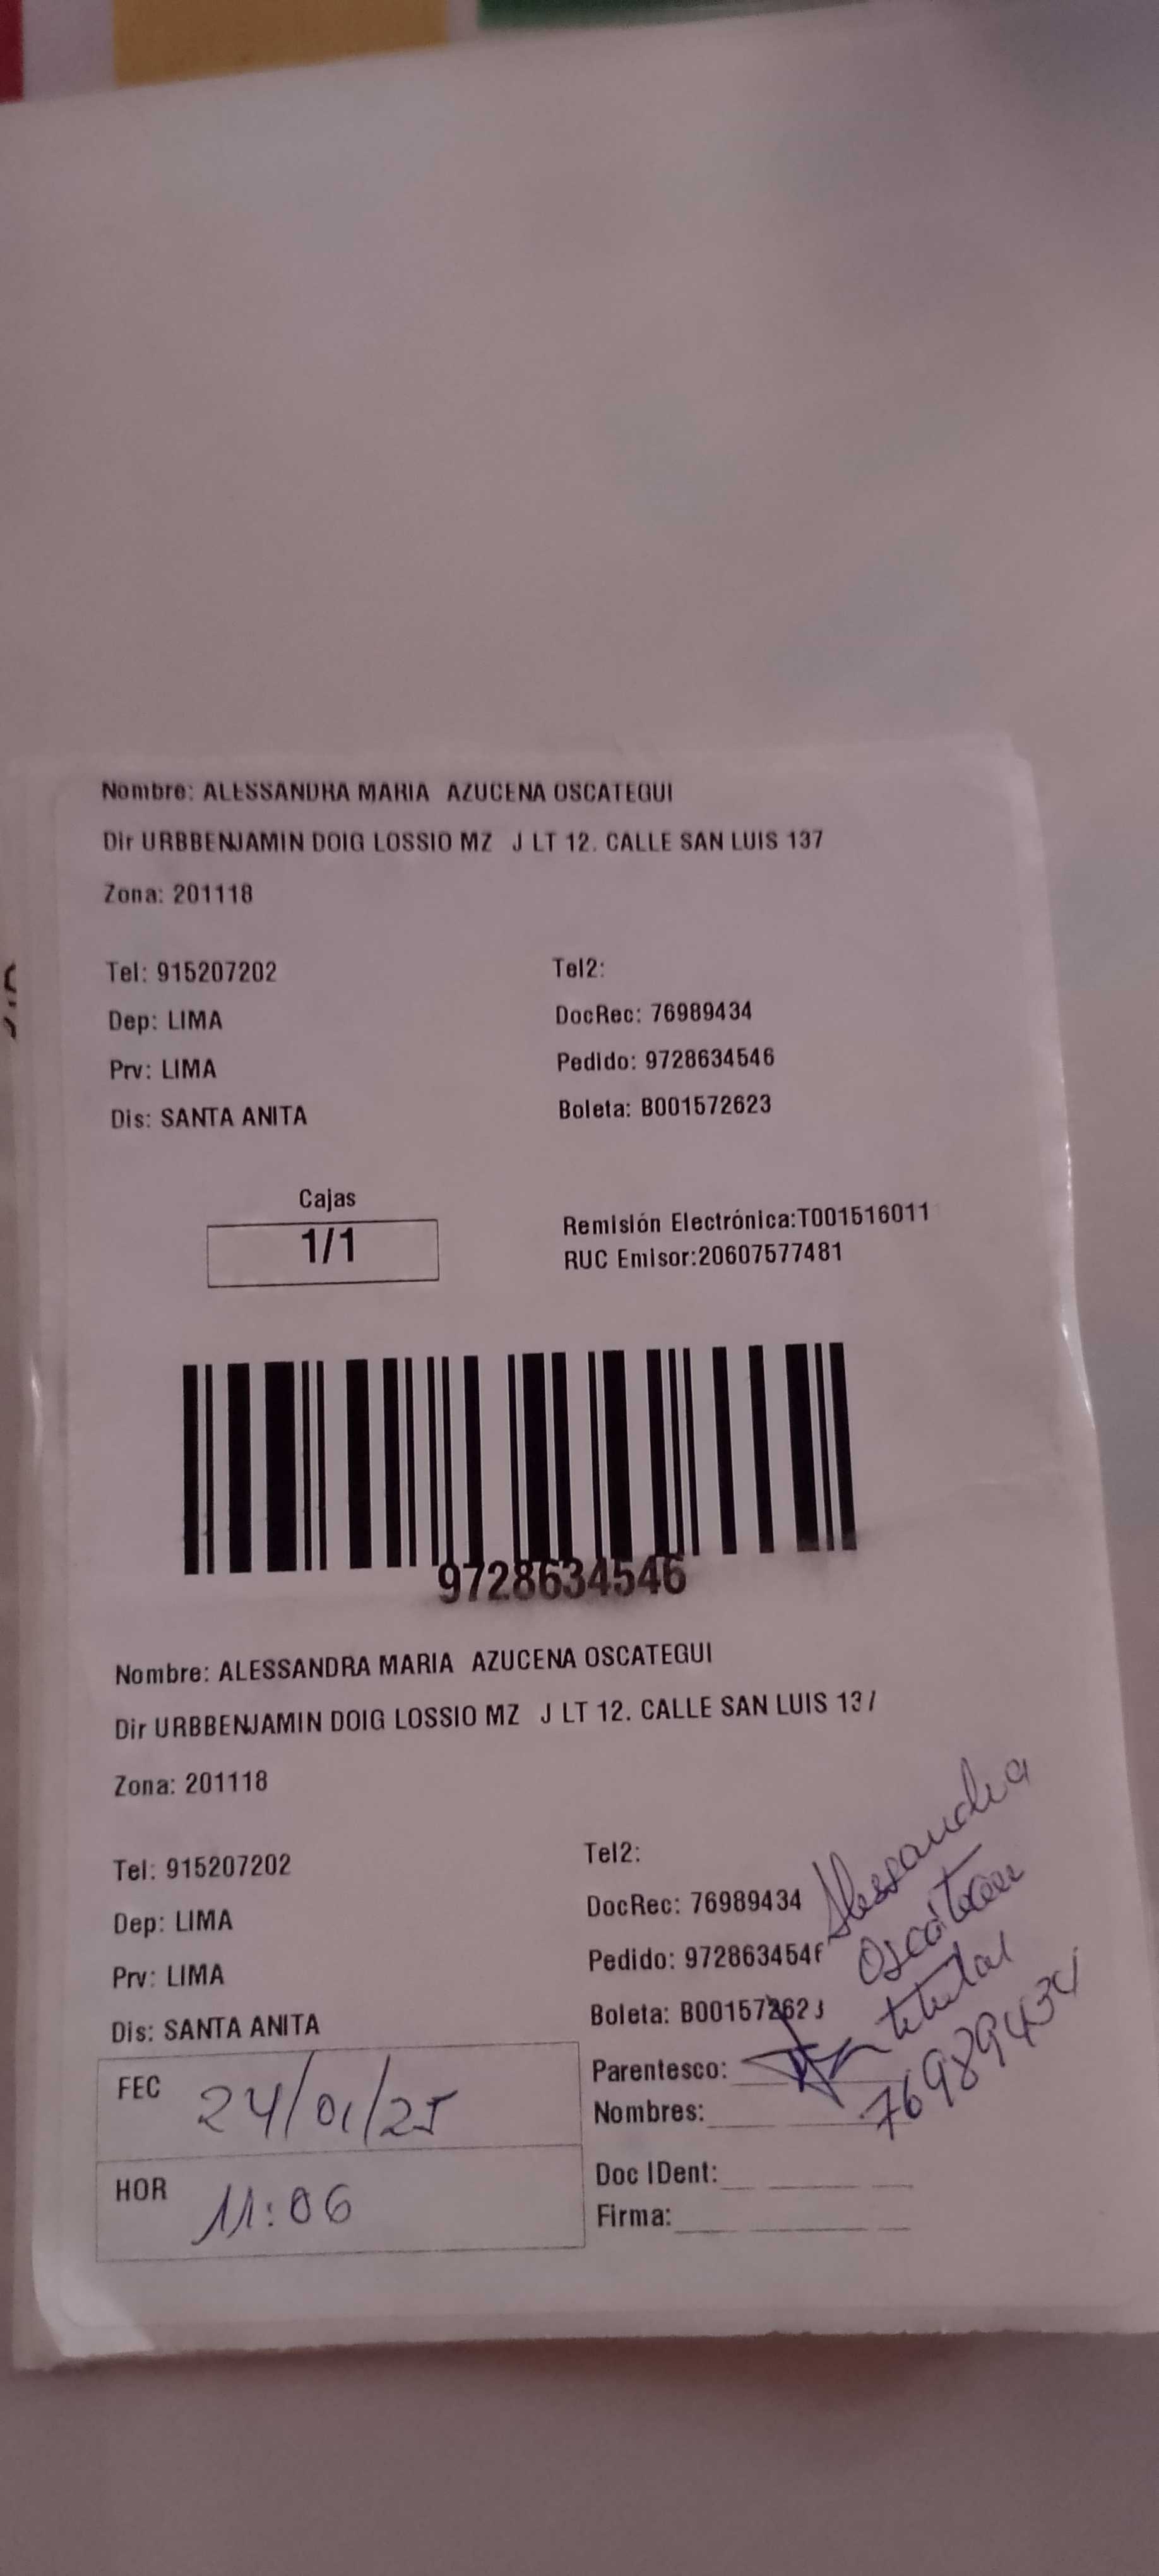 Nombre: ALESSANDRA MARIA AZUCENA OSCATEGUI
Dir URBBENJAMIN DOIG LOSSIO MZ J LT 12. CALLE SAN LUIS 137
Zona: 201118
Tel: 915207202
Tel2:
Dep: LIMA
DocRec: 76989434
Prv: LIMA
Pedido: 9728634546
Dis: SANTA ANITA
Boleta: B001572623
Cajas
1/1
Remisión Electrónica:T001516011
RUC Emisor:20607577481
9728634546
Nombre: ALESSANDRA MARIA AZUCENA OSCATEGUI
Dir URBBENJAMIN DOIG LOSSIO MZ J LT 12. CALLE SAN LUIS 137
Zona: 201118
Tel: 915207202
Tel2:
Dep: LIMA
DocRec: 76989434
Prv: LIMA
Pedido: 9728634546
Dis: SANTA ANITA
Boleta: B001572623
Alessandra
titular
76989434
FEC 24/01/25
HOR 11:06
Parentesco:
Nombres:
Doc IDent:
Firma: